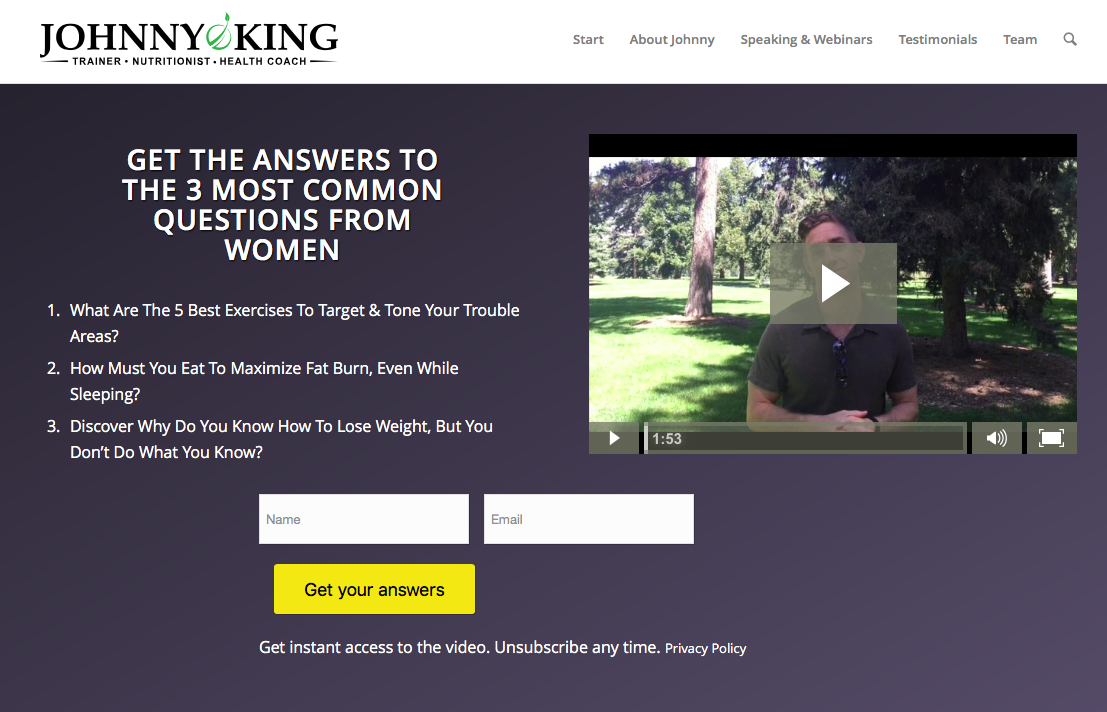 JOHNNY KING
TRAINER • NUTRITIONIST • HEALTH COACH
Start
About Johnny
Speaking & Webinars
Testimonials
Team
GET THE ANSWERS TO
THE 3 MOST COMMON
QUESTIONS FROM
WOMEN
1. What Are The 5 Best Exercises To Target & Tone Your Trouble
Areas?
2. How Must You Eat To Maximize Fat Burn, Even While
Sleeping?
3. Discover Why Do You Know How To Lose Weight, But You
Don’t Do What You Know?
1:53
Name
Email
Get your answers
Get instant access to the video. Unsubscribe any time. Privacy Policy